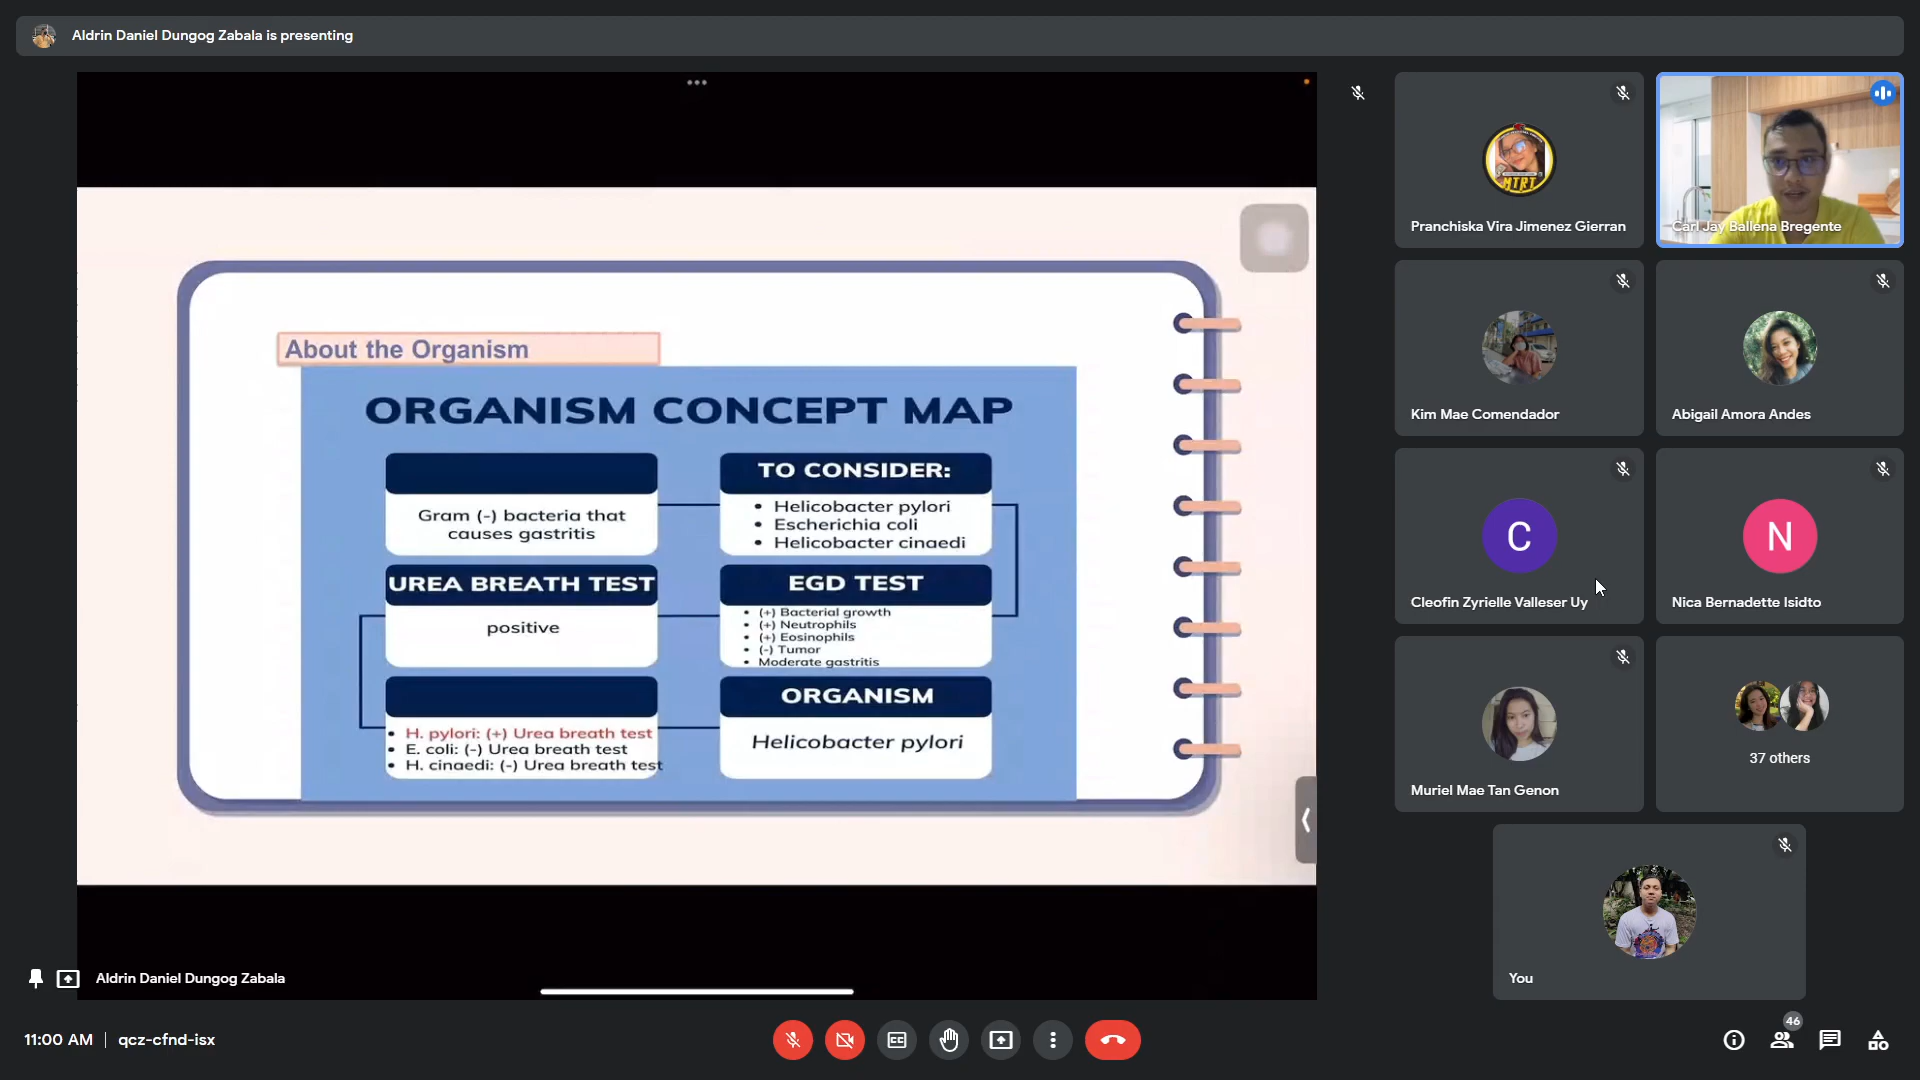 Aldrin Daniel Dungog Zabala is presenting
About the Organism
ORGANISM CONCEPT MAP
Gram (-) bacteria that
causes gastritis
TO CONSIDER:
• Helicobacter pylori
• Escherichia coli
• Helicobacter cinaedi
UREA BREATH TEST
positive
EGD TEST
• (+) Bacterial growth
• (+) Neutrophils
• (+) Eosinophils
• (-) Tumor
• Moderate gastritis
• H. pylori: (+) Urea breath test
• E. coli: (-) Urea breath test
• H. cinaedi: (-) Urea breath test
ORGANISM
Helicobacter pylori
MTRT
Pranchiska Vira Jimenez Gierran
Carl Jay Ballena Bregente
Kim Mae Comendador
Abigail Amora Andes
C
Cleofin Zyrielle Valleser Uy
N
Nica Bernadette Isidto
Muriel Mae Tan Genon
37 others
You
Aldrin Daniel Dungog Zabala
11:00 AM | qcz-cfnd-isx
46